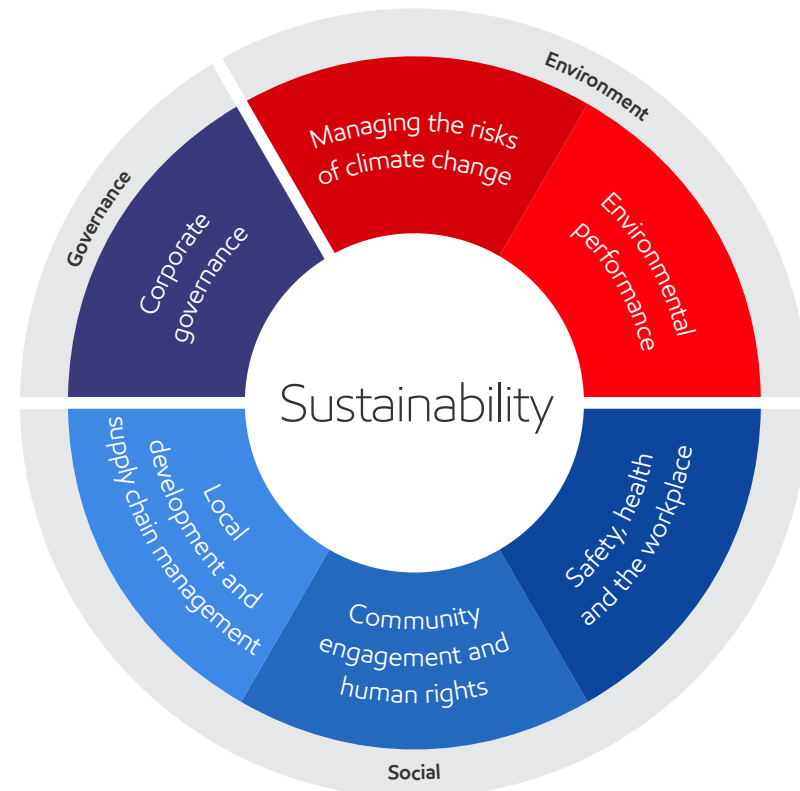 Environment
Managing the risks
of climate change
Environmental
performance
Governance
Corporate
governance
Sustainability
Safety, health
and the workplace
Local
development and
supply chain management
Community
engagement and
human rights
Social